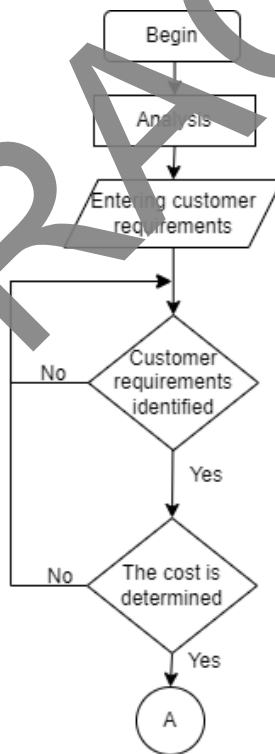 Begin
Analysis
Entering customer
requirements
Customer
requirements
identified
No
Yes
The cost is
determined
No
Yes
A